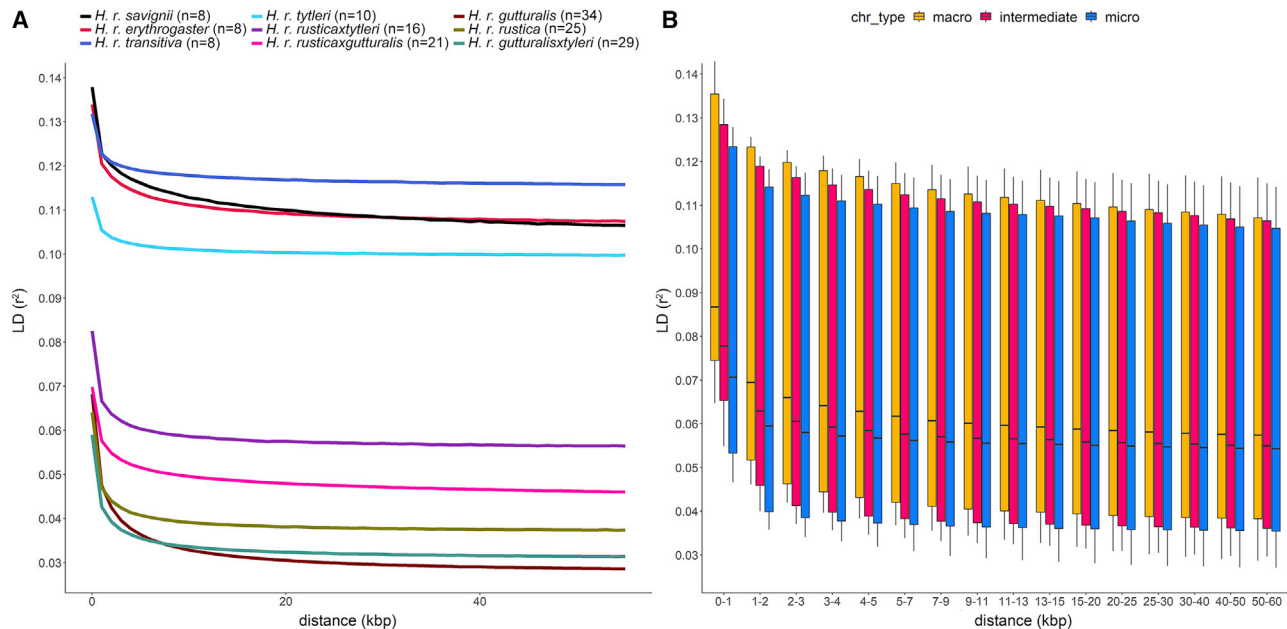 A
H. r. savignii (n=8) H. r. tytleri (n=10) H. r. gutturalis (n=34)
H. r. erythrogaster (n=8) H. r. rusticaxtytleri (n=16) H. r. rustica (n=25)
H. r. transitiva (n=8) H. r. rusticaxgutturalis (n=21) H. r. gutturalisxtyleri (n=29)
0.14
0.13
0.12
0.11
0.10
0.09
0.08
0.07
0.06
0.05
0.04
0.03
LD (r²)
0 20 40
distance (kbp)
B
chr_type macro intermediate micro
0.14
0.13
0.12
0.11
0.10
0.09
0.08
0.07
0.06
0.05
0.04
0.03
LD (r²)
0-1 1-2 2-3 3-4 4-5 5-7 7-9 9-11 11-13 13-15 15-20 20-25 25-30 30-40 40-50 50-60
distance (kbp)